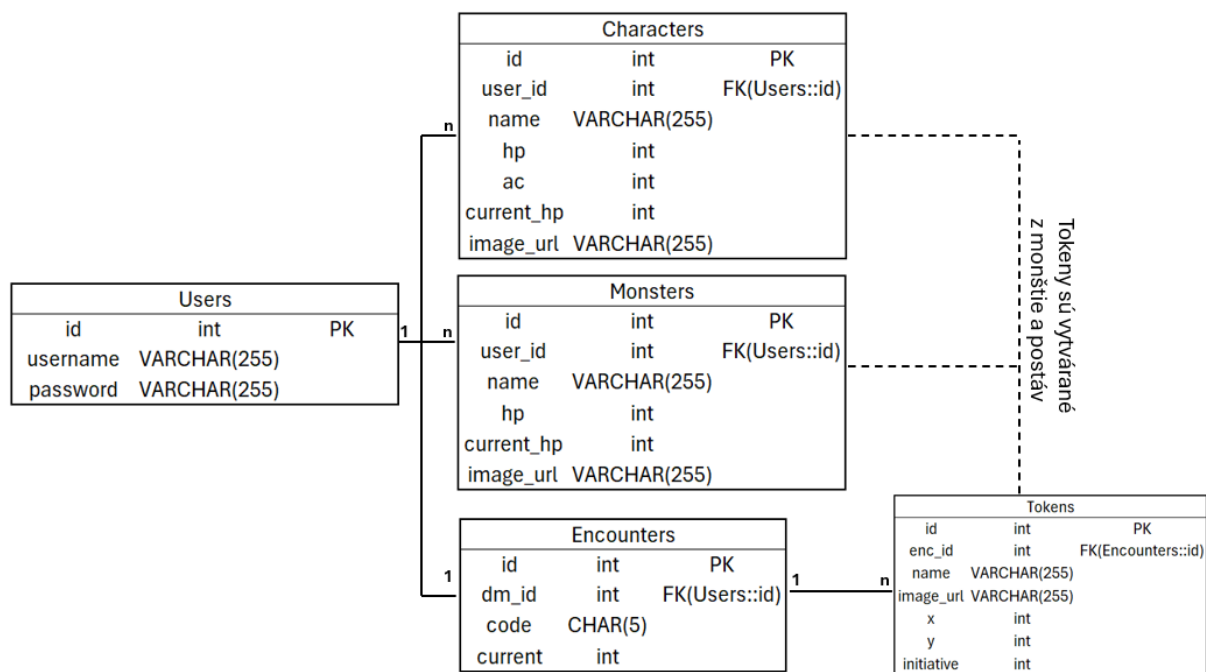 Characters
id int PK
user_id int FK(Users::id)
name VARCHAR(255)
hp int
ac int
current_hp int
image_url VARCHAR(255)
n
Users
id int PK
username VARCHAR(255)
password VARCHAR(255)
1
n
Monsters
id int PK
user_id int FK(Users::id)
name VARCHAR(255)
hp int
current_hp int
image_url VARCHAR(255)
Tokeny sú vytvárané
z monštie a postáv
1
Encounters
id int PK
dm_id int FK(Users::id)
code CHAR(5)
current int
1
n
Tokens
id int PK
enc_id int FK(Encounters::id)
name VARCHAR(255)
image_url VARCHAR(255)
x int
y int
initiative int